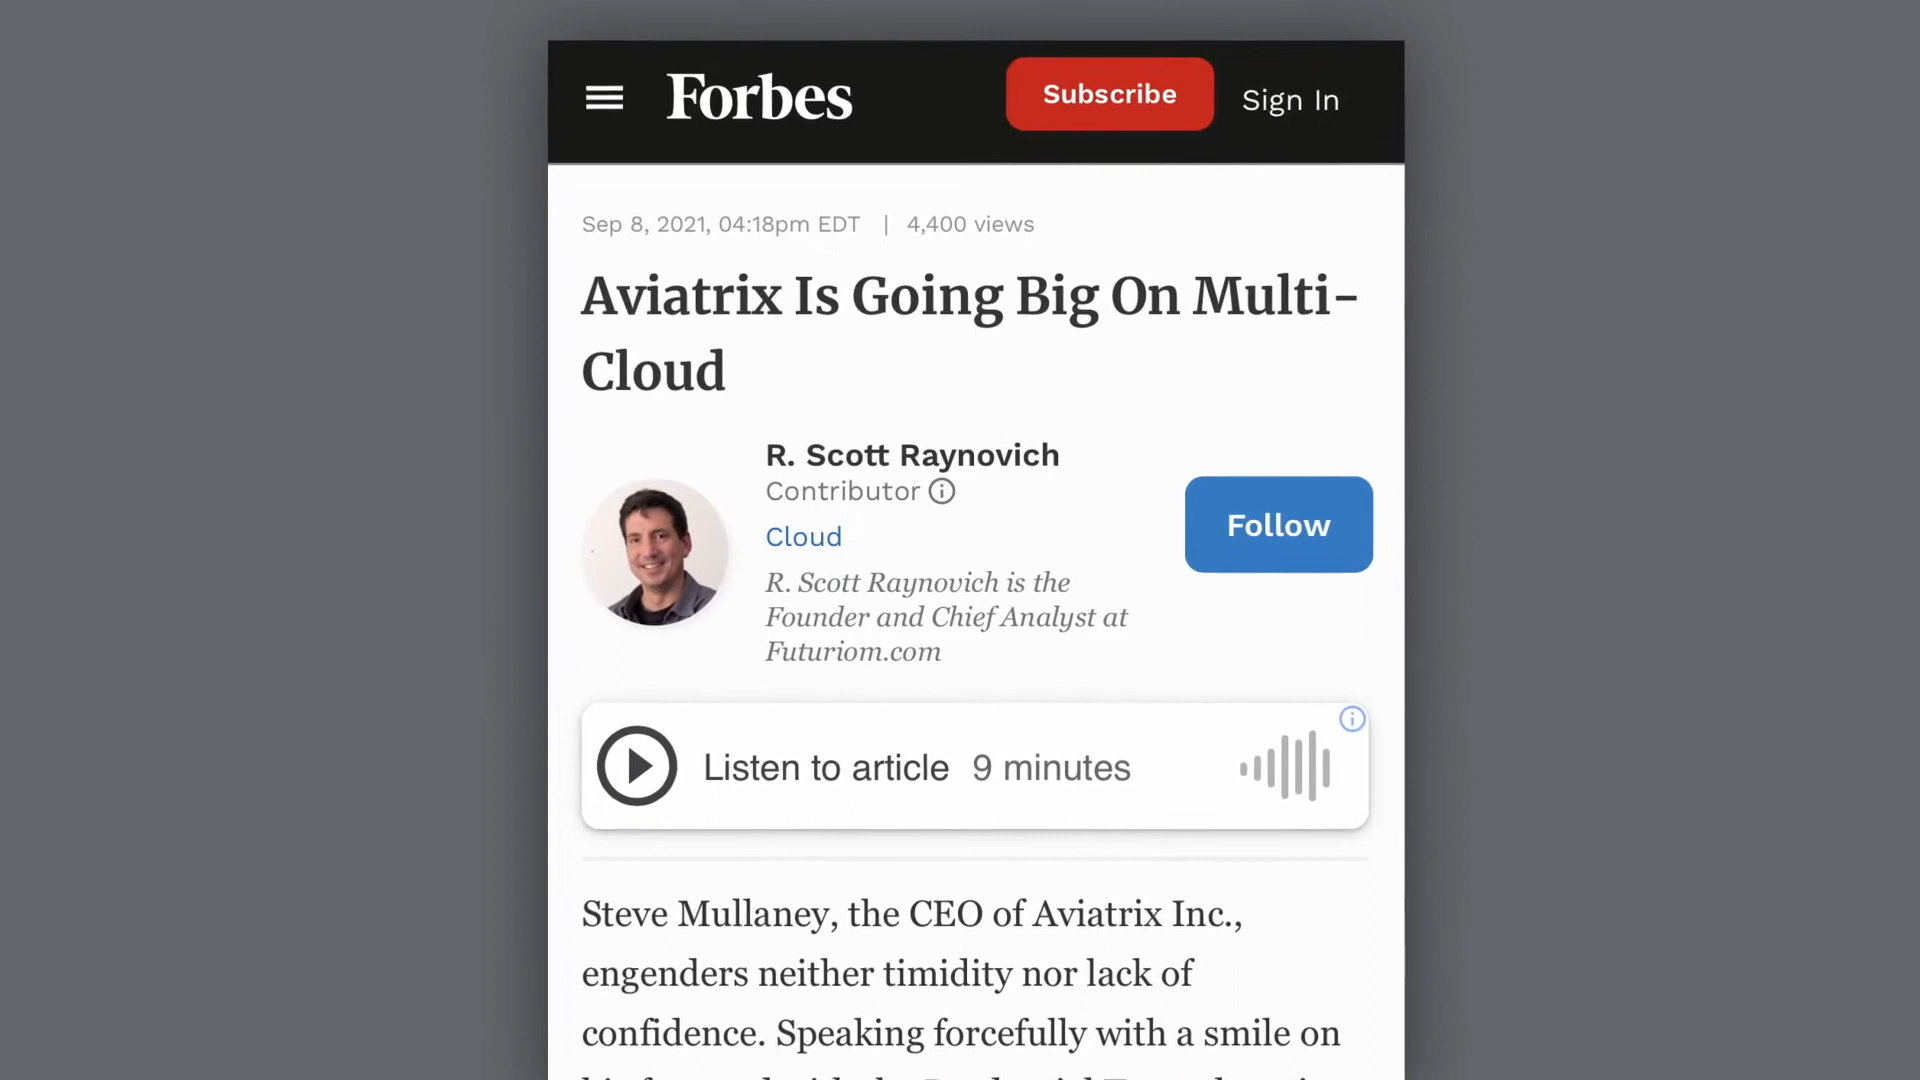 Forbes
Subscribe
Sign In
Sep 8, 2021, 04:18pm EDT | 4,400 views
Aviatrix Is Going Big On Multi-
Cloud
R. Scott Raynovich
Contributor
Cloud
R. Scott Raynovich is the
Founder and Chief Analyst at
Futuriom.com
Follow
Listen to article 9 minutes
Steve Mullaney, the CEO of Aviatrix Inc.,
engenders neither timidity nor lack of
confidence. Speaking forcefully with a smile on